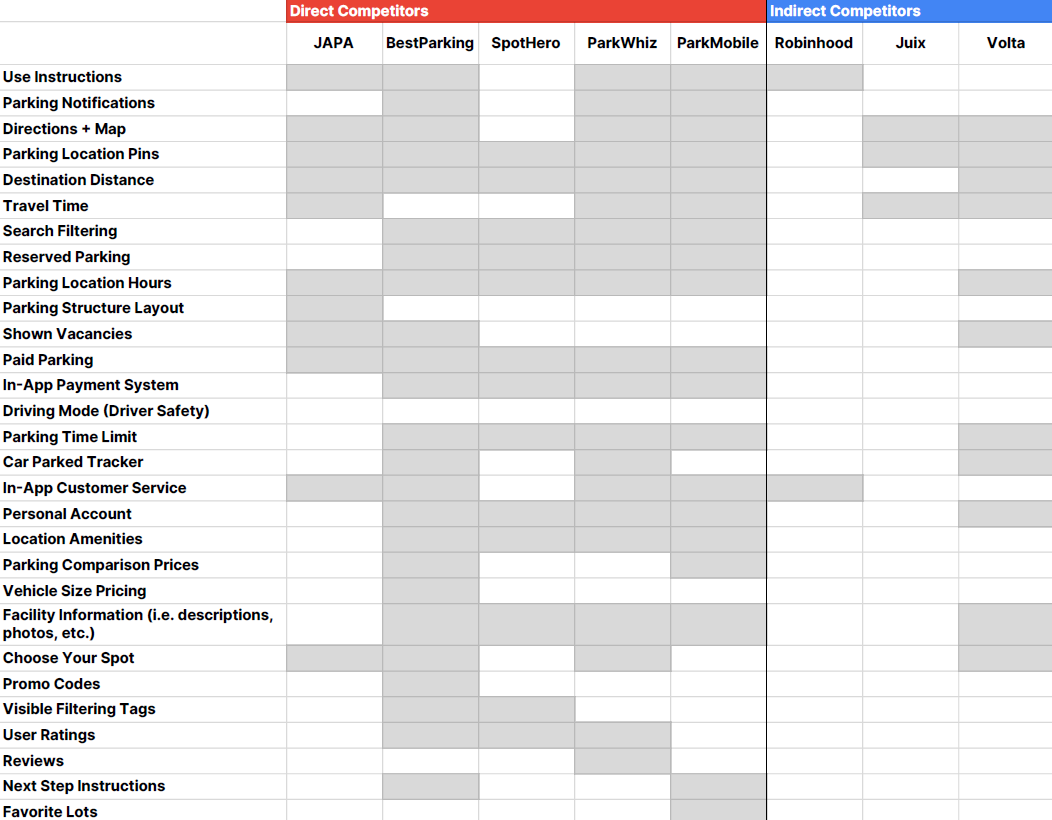 Direct Competitors Indirect Competitors
JAPA BestParking SpotHero ParkWhiz ParkMobile Robinhood Juix Volta
Use Instructions
Parking Notifications
Directions + Map
Parking Location Pins
Destination Distance
Travel Time
Search Filtering
Reserved Parking
Parking Location Hours
Parking Structure Layout
Shown Vacancies
Paid Parking
In-App Payment System
Driving Mode (Driver Safety)
Parking Time Limit
Car Parked Tracker
In-App Customer Service
Personal Account
Location Amenities
Parking Comparison Prices
Vehicle Size Pricing
Facility Information (i.e. descriptions,
photos, etc.)
Choose Your Spot
Promo Codes
Visible Filtering Tags
User Ratings
Reviews
Next Step Instructions
Favorite Lots